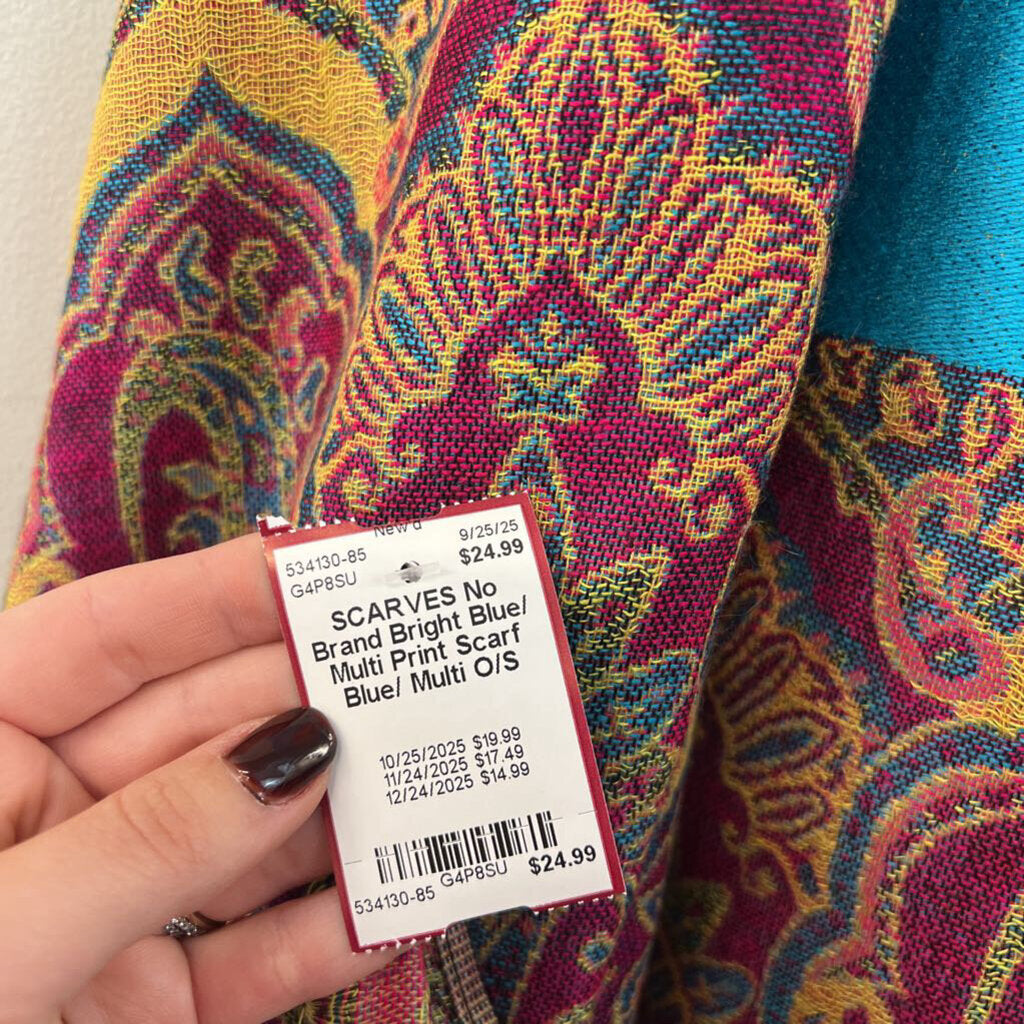 New'd
534130-85 9/25/25
G4P8SU $24.99
SCARVES No
Brand Bright Blue/
Multi Print Scarf
Blue/ Multi O/S
10/25/2025 $19.99
11/24/2025 $17.49
12/24/2025 $14.99
534130-85 G4P8SU $24.99